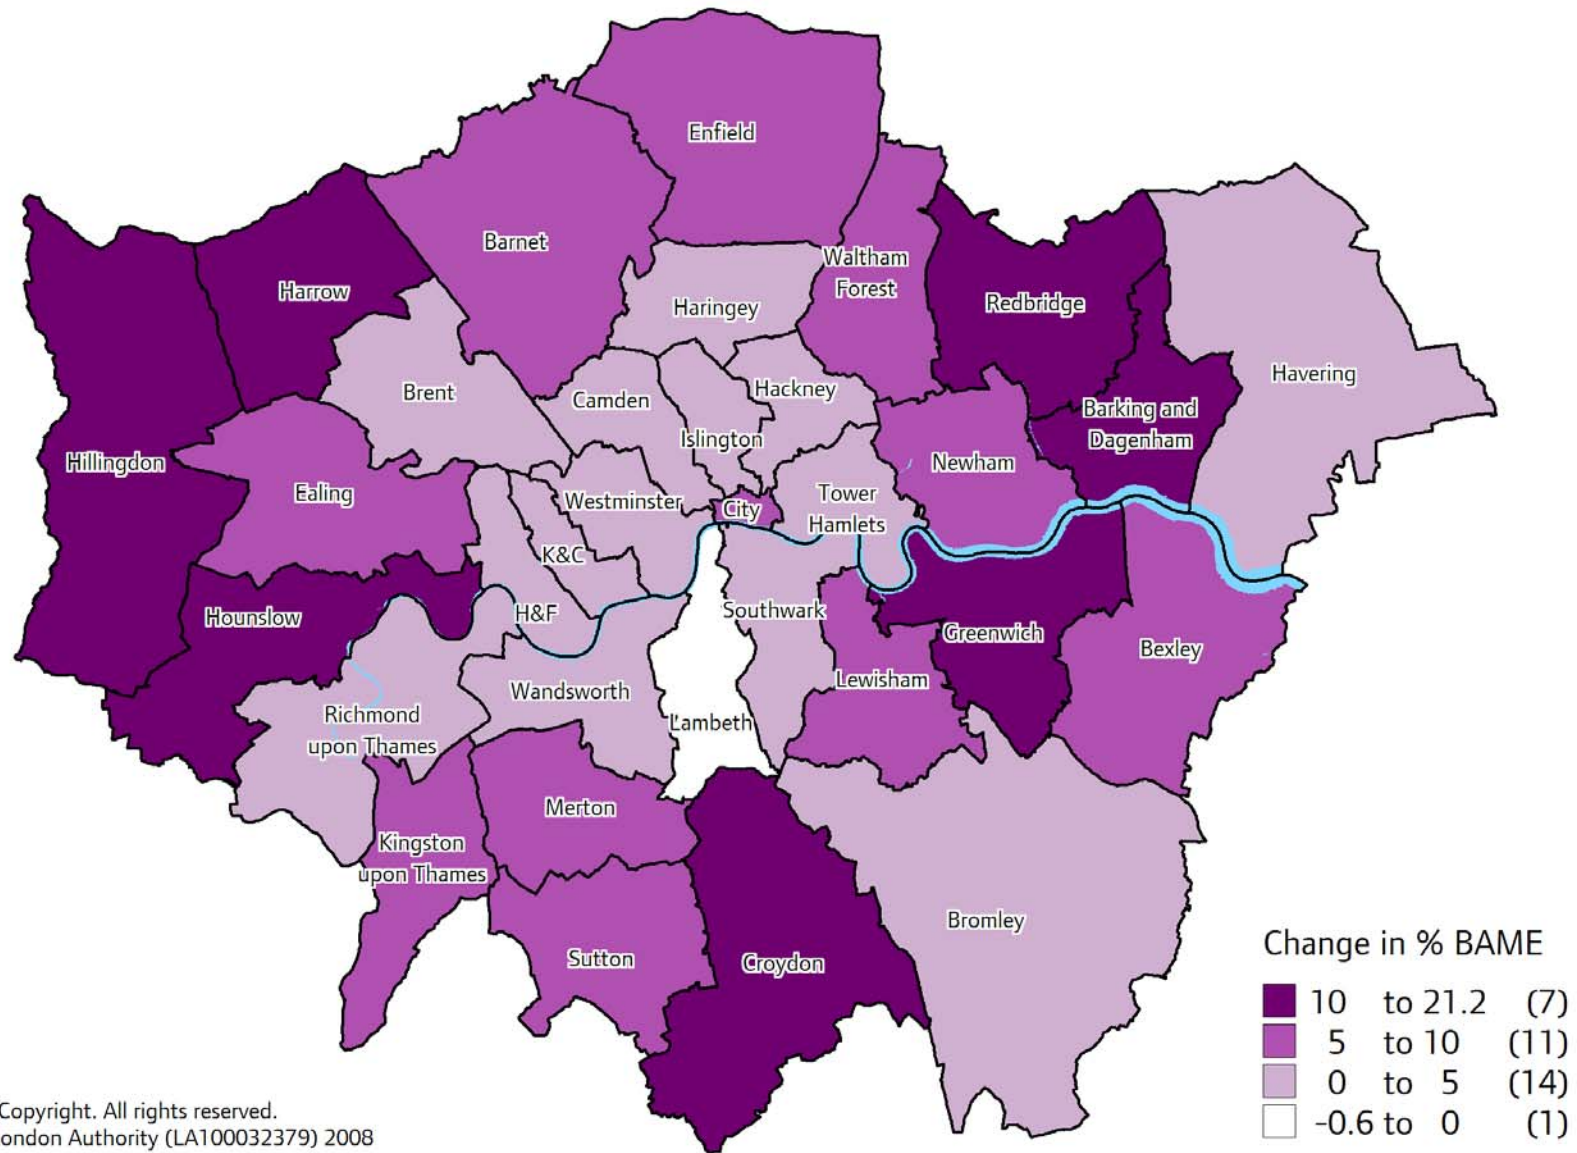 Enfield
Barnet
Waltham
Forest
Harrow
Redbridge
Haringey
Havering
Brent
Camden
Hackney
Barking and
Dagenham
Islington
Hillingdon
Newham
Ealing
Westminster
City
Tower
Hamlets
K&C
Hounslow
H&F
Southwark
Greenwich
Bexley
Lewisham
Wandsworth
Richmond
upon Thames
Lambeth
Merton
Kingston
upon Thames
Bromley
Sutton
Croydon
Change in % BAME
10 to 21.2 (7)
5 to 10 (11)
0 to 5 (14)
-0.6 to 0 (1)
Copyright. All rights reserved.
ondon Authority (LA100032379) 2008